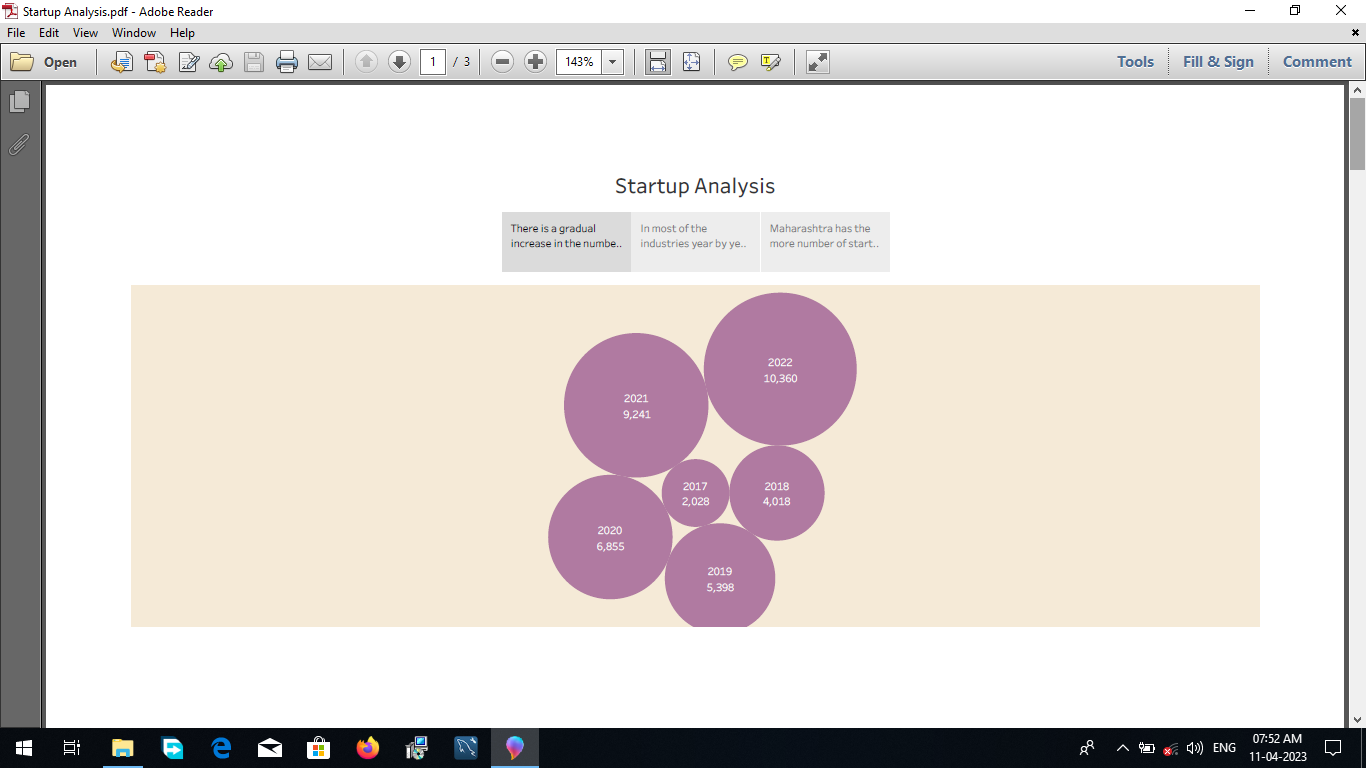 Startup Analysis.pdf - Adobe Reader
File Edit View Window Help
Open 1 / 3 143% Tools Fill & Sign Comment
Startup Analysis
There is a gradual
increase in the numbe..
In most of the
industries year by ye..
Maharashtra has the
more number of start..
2022
10,360
2021
9,241
2017
2,028
2018
4,018
2020
6,855
2019
5,398
ENG
07:52 AM
11-04-2023